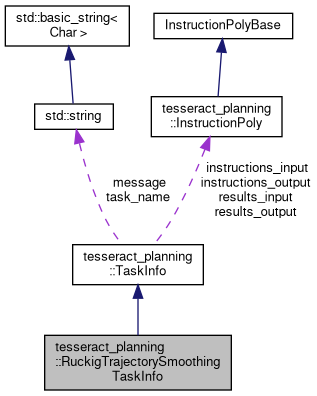 std::basic_string<
Char >
InstructionPolyBase
std::string
tesseract_planning
::InstructionPoly
message
task_name
instructions_input
instructions_output
results_input
results_output
tesseract_planning
::TaskInfo
tesseract_planning
::RuckigTrajectorySmoothing
TaskInfo